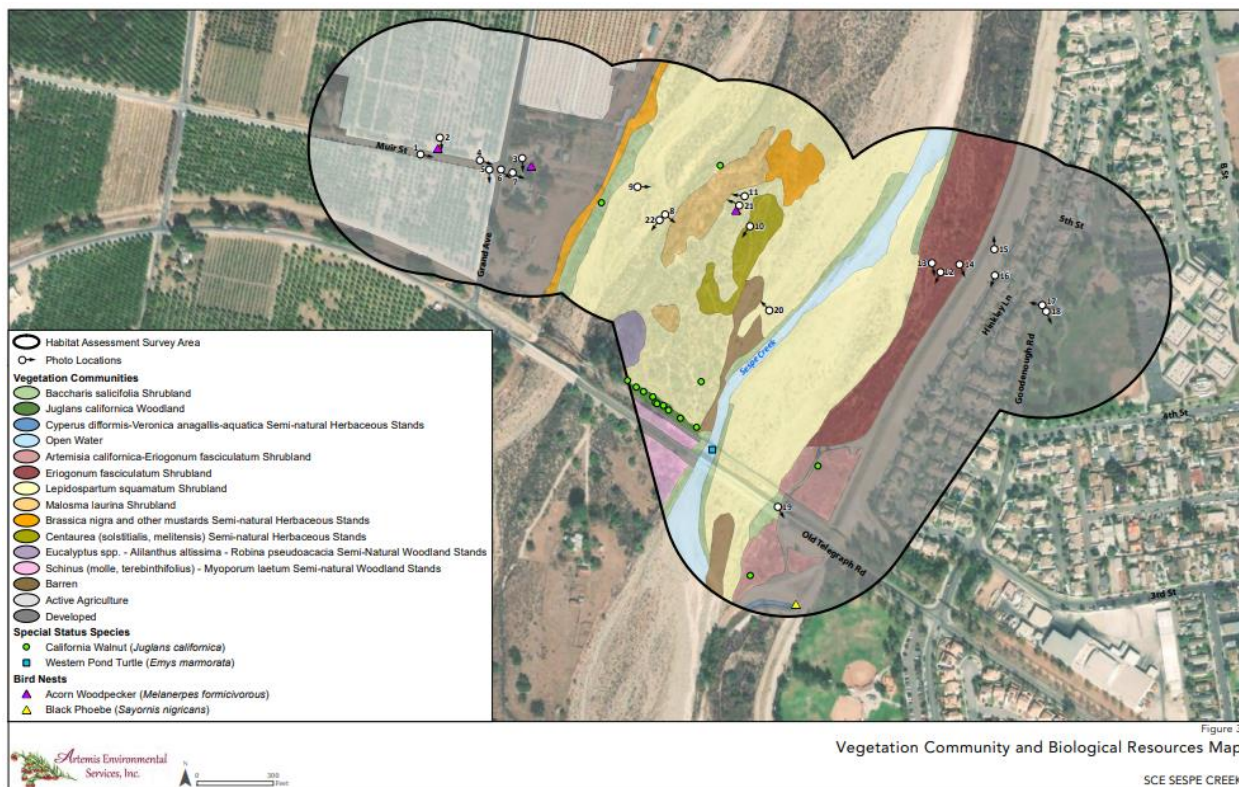 Muir St
Grand Ave
1
2
3
4
5
6
7
8
9
10
11
12
13
14
15
16
17
18
19
20
21
22
Sespe Creek
Hinkley Ln
Goodenough Rd
5th St
B St
4th St
3rd St
Old Telegraph Rd
Habitat Assessment Survey Area
Photo Locations
Vegetation Communities
Baccharis salicifolia Shrubland
Juglans californica Woodland
Cyperus difformis-Veronica anagallis-aquatica Semi-natural Herbaceous Stands
Open Water
Artemisia california-Eriogonum fasciculatum Shrubland
Eriogonum fasciculatum Shrubland
Lepidospartum squamatum Shrubland
Malosma laurina Shrubland
Brassica nigra and other mustards Semi-natural Herbaceous Stands
Centaurea (solstitialis, melitensis) Semi-natural Herbaceous Stands
Eucalyptus spp. - Alilanthus altissima - Robina pseudoacacia Semi-Natural Woodland Stands
Schinus (molle, terebinthifolius) - Myoporum laetum Semi-natural Woodland Stands
Barren
Active Agriculture
Developed
Special Status Species
California Walnut (Juglans californica)
Western Pond Turtle (Emys marmorata)
Bird Nests
Acorn Woodpecker (Melanerpes formicivorous)
Black Phoebe (Sayornis nigricans)
Figure 3
Vegetation Community and Biological Resources Map
SCE SESPE CREEK
Artemis Environmental
Services, Inc.
N
0 300
Feet